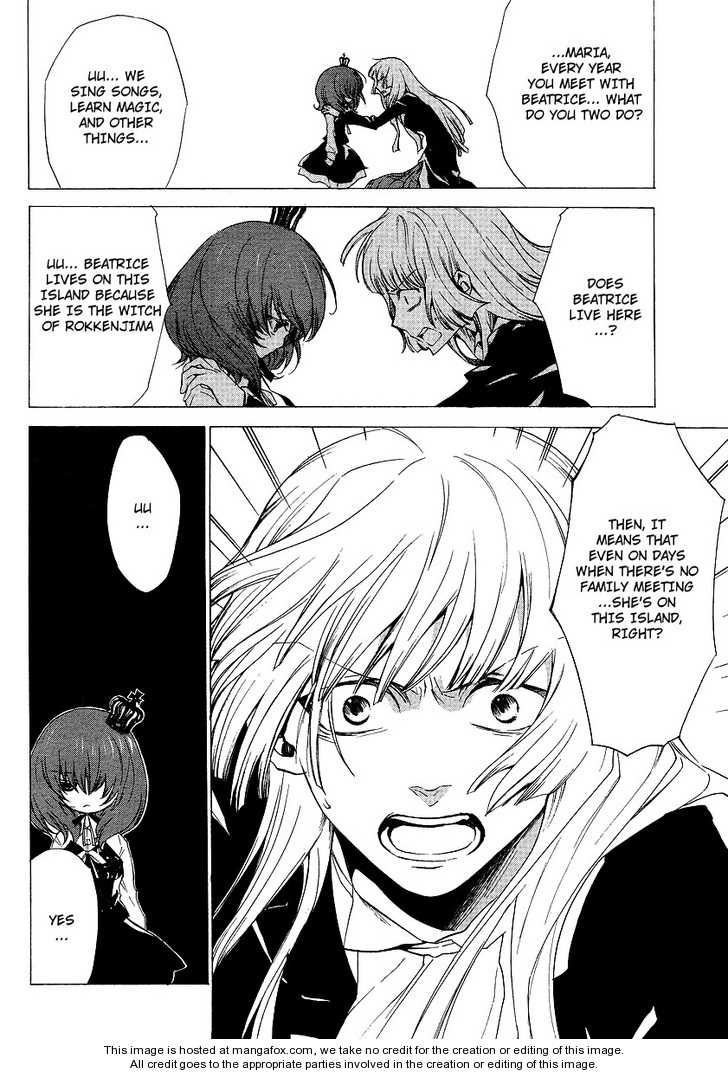 ...MARIA,
EVERY YEAR
YOU MEET WITH
BEATRICE... WHAT
DO YOU TWO DO?
UU... WE
SING SONGS,
LEARN MAGIC,
AND OTHER
THINGS...
DOES
BEATRICE
LIVE HERE
...?
UU... BEATRICE
LIVES ON THIS
ISLAND BECAUSE
SHE IS THE WITCH
OF ROKKENJIMA
THEN, IT
MEANS THAT
EVEN ON DAYS
WHEN THERE'S NO
FAMILY MEETING
...SHE'S ON
THIS ISLAND,
RIGHT?
UU
...
YES
...
This image is hosted at mangafox.com, we take no credit for the creation or editing of this image.
All credit goes to the appropriate parties involved in the creation or editing of this image.